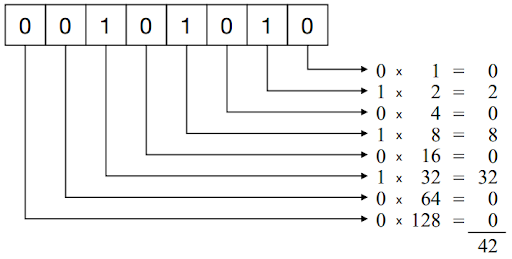 0 0 1 0 1 0 1 0
0 x 1 = 0
1 x 2 = 2
0 x 4 = 0
1 x 8 = 8
0 x 16 = 0
1 x 32 = 32
0 x 64 = 0
0 x 128 = 0
42